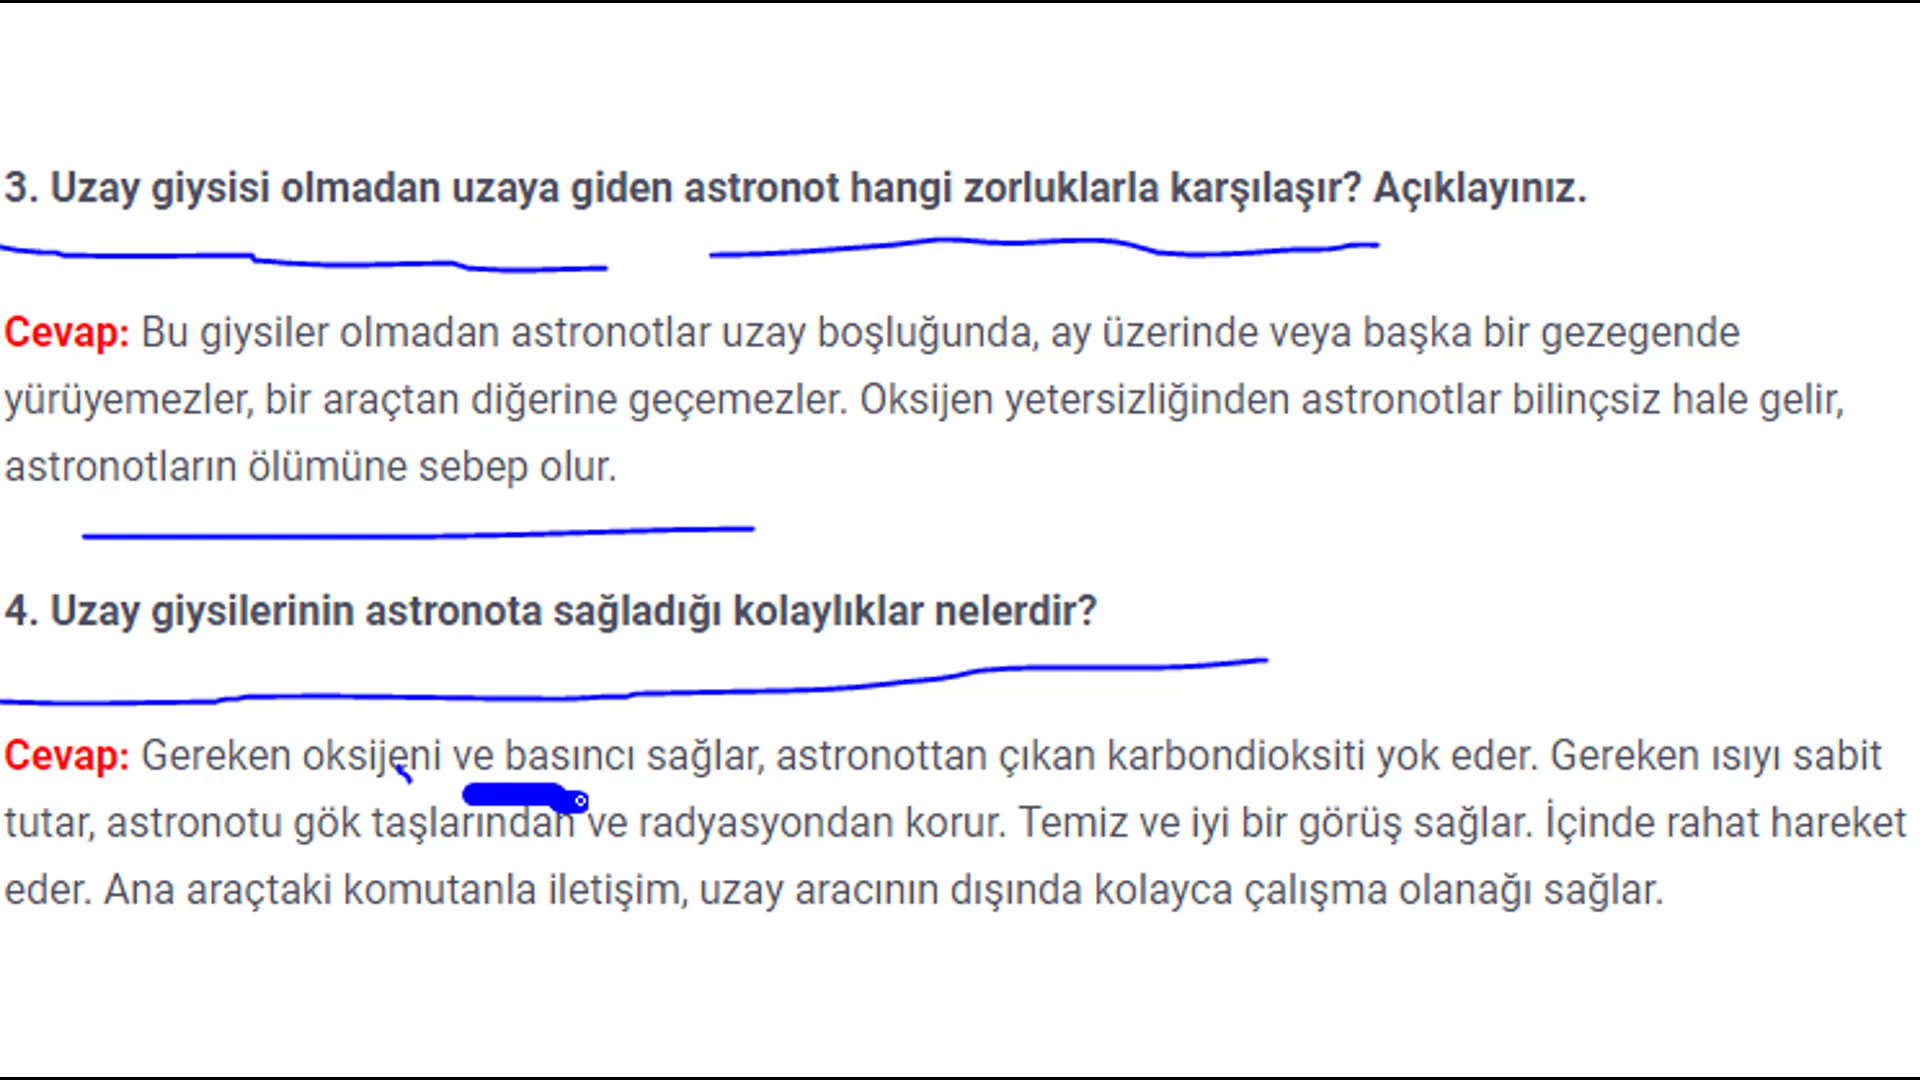 3. Uzay giysisi olmadan uzaya giden astronot hangi zorluklarla karşılaşır? Açıklayınız.
Cevap: Bu giysiler olmadan astronotlar uzay boşluğunda, ay üzerinde veya başka bir gezegende
yürüyemezler, bir araçtan diğerine geçemezler. Oksijen yetersizliğinden astronotlar bilinçsiz hale gelir,
astronotların ölümüne sebep olur.
4. Uzay giysilerinin astronota sağladığı kolaylıklar nelerdir?
Cevap: Gereken oksijeni ve basıncı sağlar, astronottan çıkan karbondioksiti yok eder. Gereken ısıyı sabit
tutar, astronotu gök taşlarından ve radyasyondan korur. Temiz ve iyi bir görüş sağlar. İçinde rahat hareket
eder. Ana araçtaki komutanla iletişim, uzay aracının dışında kolayca çalışma olanağı sağlar.